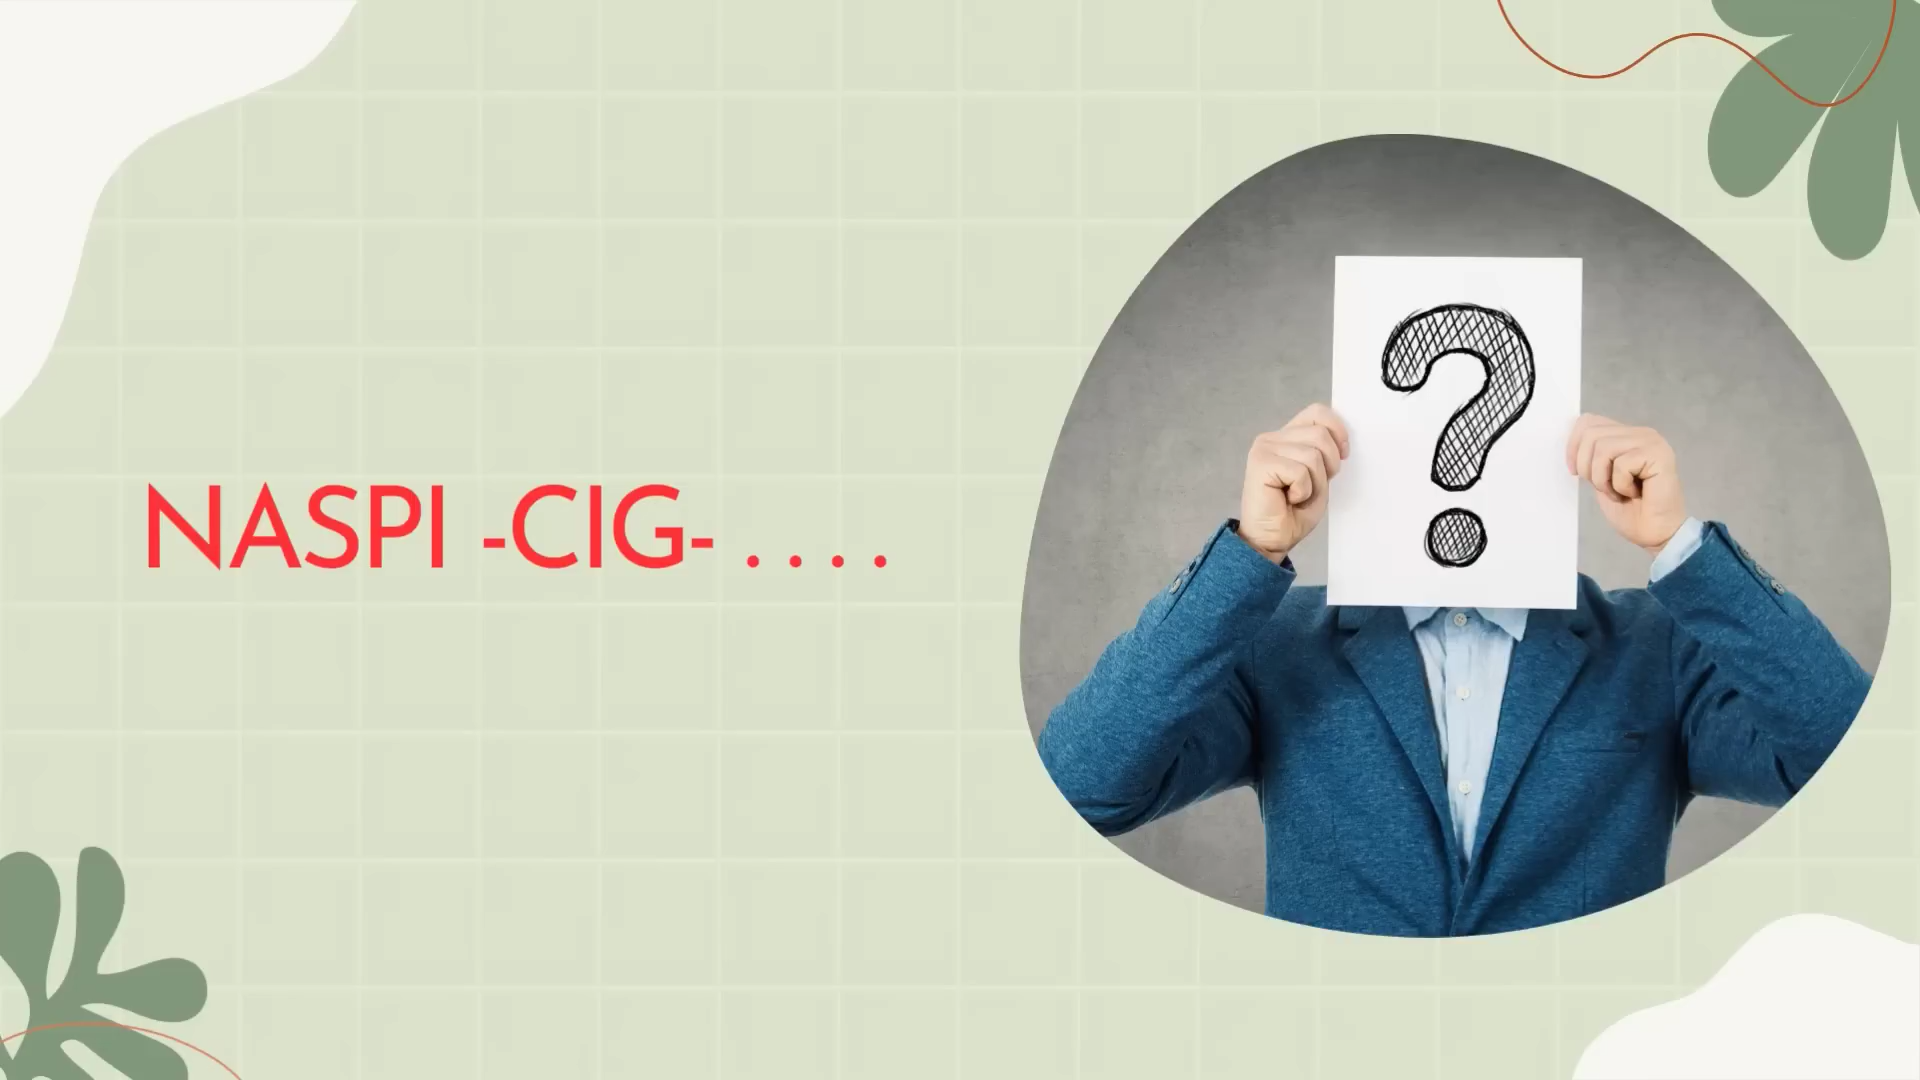 NASPI -CIG- . . . .
?